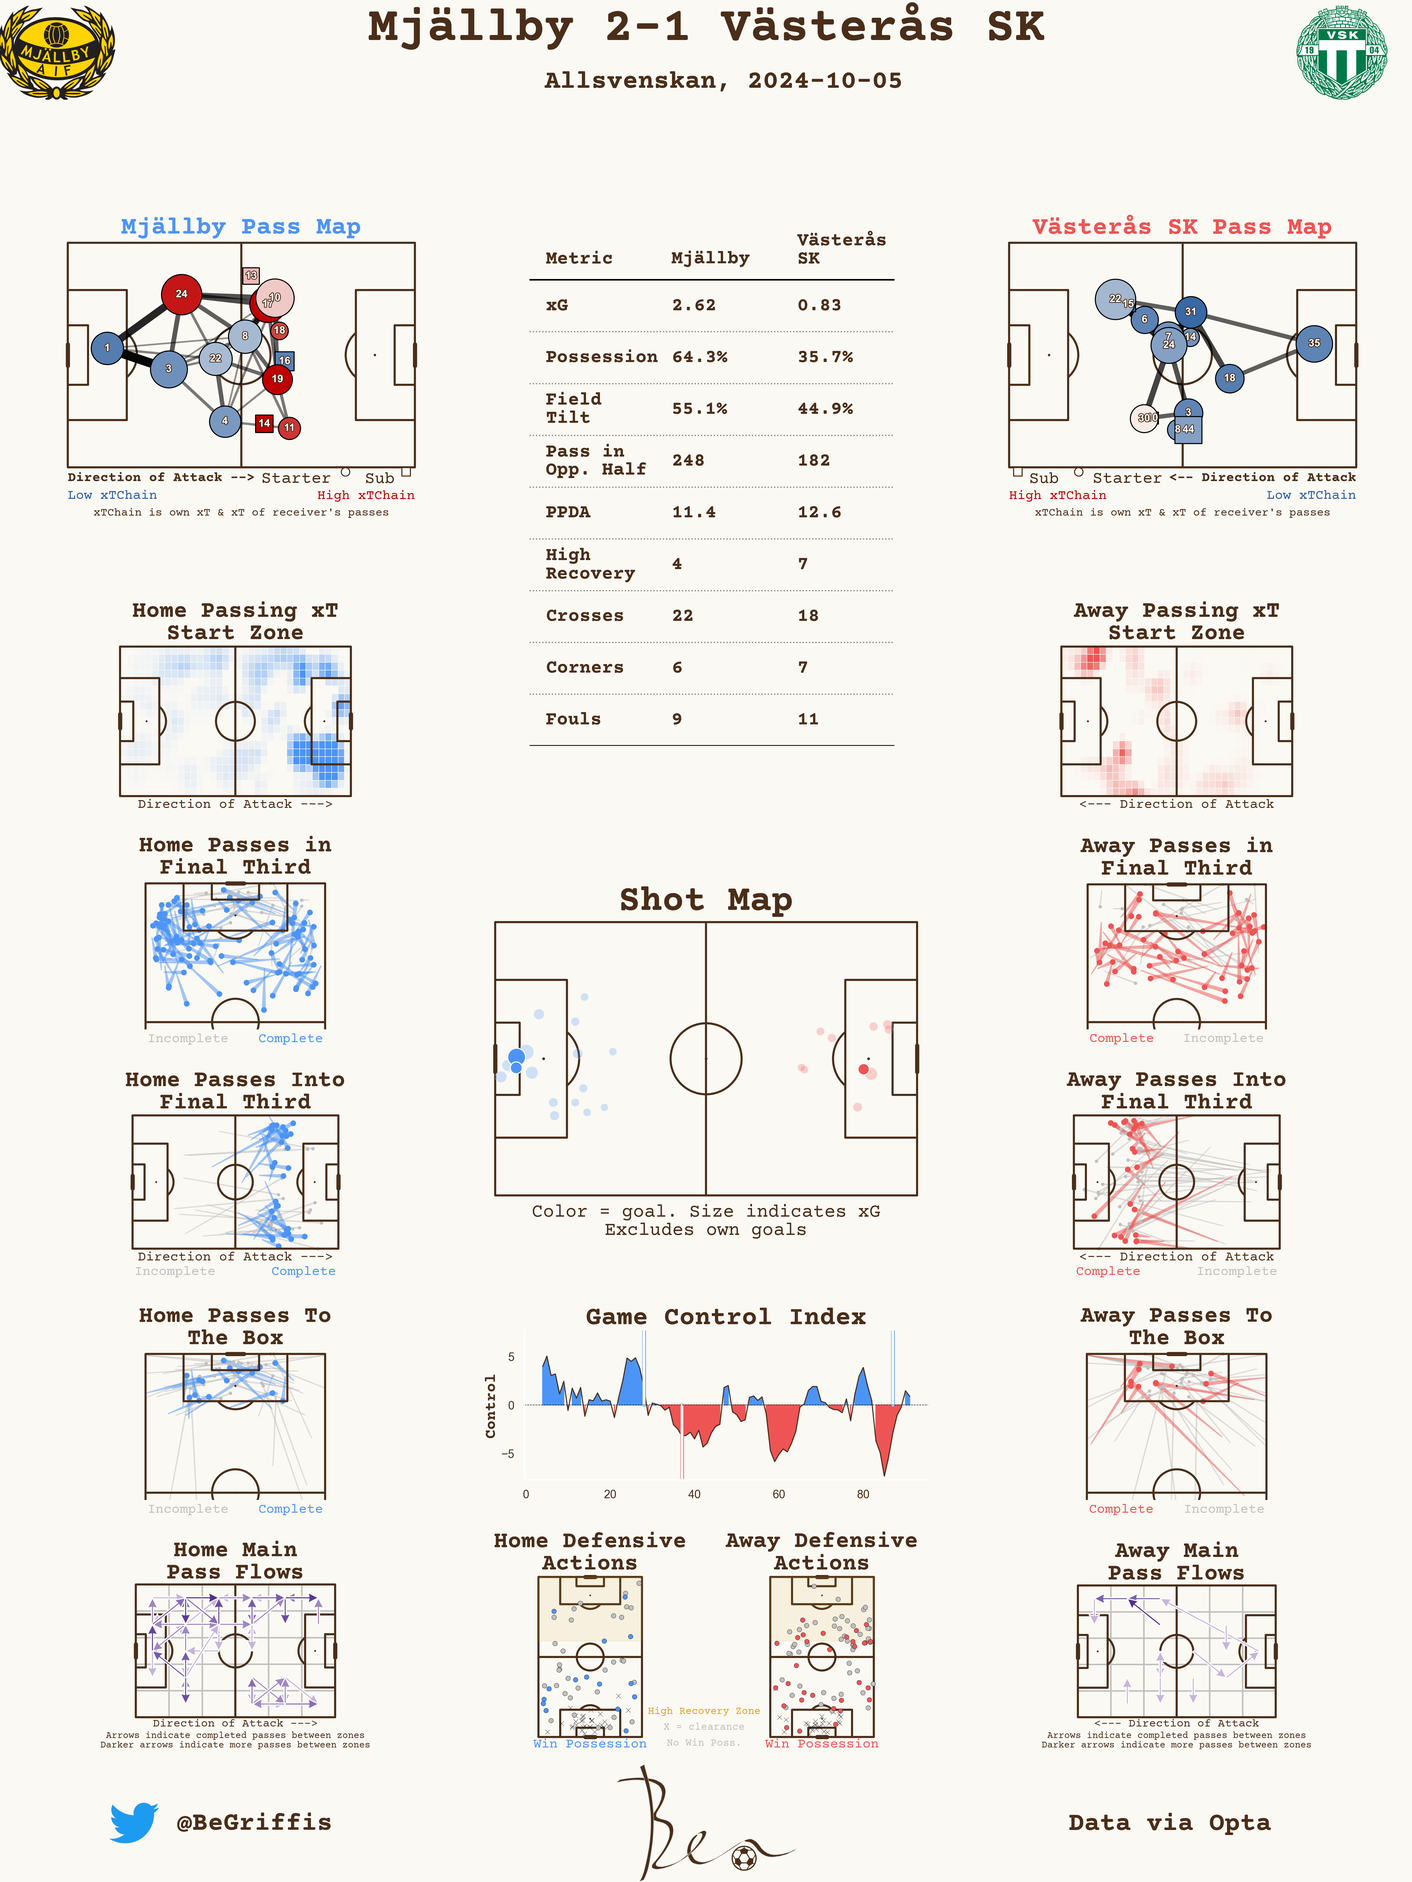 Mjällby 2-1 Västerås SK
Allsvenskan, 2024-10-05
MJÄLLBY
AIF
VSK
19 04
Mjällby Pass Map
13
24
10
17
18
8
1
22
16
3
19
4
14
11
Direction of Attack --> Starter Sub
Low xTChain High xTChain
xTChain is own xT & xT of receiver's passes
Metric Mjällby Västerås SK
xG 2.62 0.83
Possession 64.3% 35.7%
Field Tilt 55.1% 44.9%
Pass in Opp. Half 248 182
PPDA 11.4 12.6
High Recovery 4 7
Crosses 22 18
Corners 6 7
Fouls 9 11
Västerås SK Pass Map
22
15
6
31
7
14
24
35
18
30
3
8
44
Sub Starter <-- Direction of Attack
High xTChain Low xTChain
xTChain is own xT & xT of receiver's passes
Home Passing xT
Start Zone
Direction of Attack --->
Away Passing xT
Start Zone
<--- Direction of Attack
Home Passes in
Final Third
Incomplete Complete
Away Passes in
Final Third
Complete Incomplete
Shot Map
Color = goal. Size indicates xG
Excludes own goals
Home Passes Into
Final Third
Direction of Attack --->
Incomplete Complete
Away Passes Into
Final Third
<--- Direction of Attack
Complete Incomplete
Home Passes To
The Box
Incomplete Complete
Game Control Index
Control
5
0
−5
0 20 40 60 80
Away Passes To
The Box
Complete Incomplete
Home Main
Pass Flows
Direction of Attack --->
Arrows indicate completed passes between zones
Darker arrows indicate more passes between zones
Home Defensive
Actions
Win Possession
Away Defensive
Actions
Win Possession
High Recovery Zone
X = clearance
No Win Poss.
Away Main
Pass Flows
<--- Direction of Attack
Arrows indicate completed passes between zones
Darker arrows indicate more passes between zones
@BeGriffis
Ben
Data via Opta